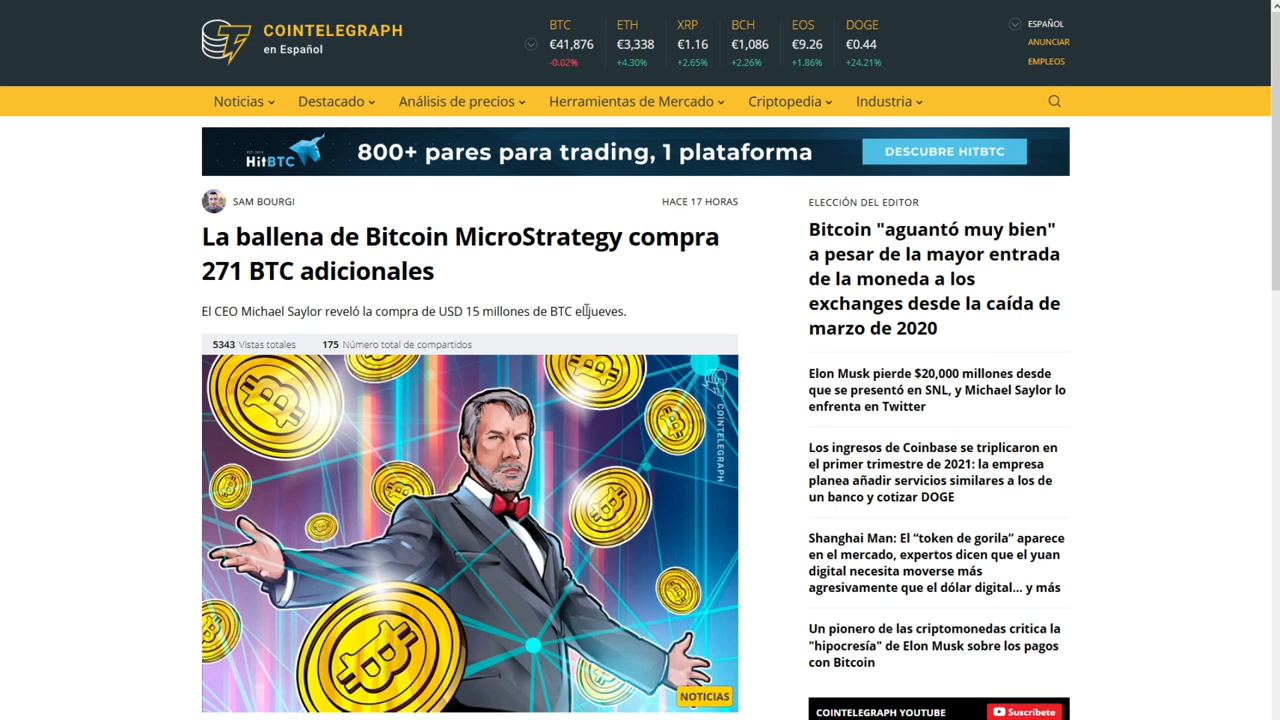 COINTELEGRAPH
en Español
BTC
€41,876
-0.02%
ETH
€3,338
+4.30%
XRP
€1.16
+2.65%
BCH
€1,086
+2.26%
EOS
€9.26
+1.86%
DOGE
€0.44
+24.21%
ESPAÑOL
ANUNCIAR
EMPLEOS
Noticias
Destacado
Análisis de precios
Herramientas de Mercado
Criptopedia
Industria
HitBTC
800+ pares para trading, 1 plataforma
DESCUBRE HITBTC
SAM BOURGI
HACE 17 HORAS
La ballena de Bitcoin MicroStrategy compra
271 BTC adicionales
El CEO Michael Saylor reveló la compra de USD 15 millones de BTC el jueves.
5343 Vistas totales
175 Número total de compartidos
COINTELEGRAPH
NOTICIAS
ELECCIÓN DEL EDITOR
Bitcoin "aguantó muy bien"
a pesar de la mayor entrada
de la moneda a los
exchanges desde la caída de
marzo de 2020
Elon Musk pierde $20,000 millones desde
que se presentó en SNL, y Michael Saylor lo
enfrenta en Twitter
Los ingresos de Coinbase se triplicaron en
el primer trimestre de 2021: la empresa
planea añadir servicios similares a los de
un banco y cotizar DOGE
Shanghai Man: El “token de gorila” aparece
en el mercado, expertos dicen que el yuan
digital necesita moverse más
agresivamente que el dólar digital... y más
Un pionero de las criptomonedas critica la
"hipocresía" de Elon Musk sobre los pagos
con Bitcoin
COINTELEGRAPH YOUTUBE
Suscríbete